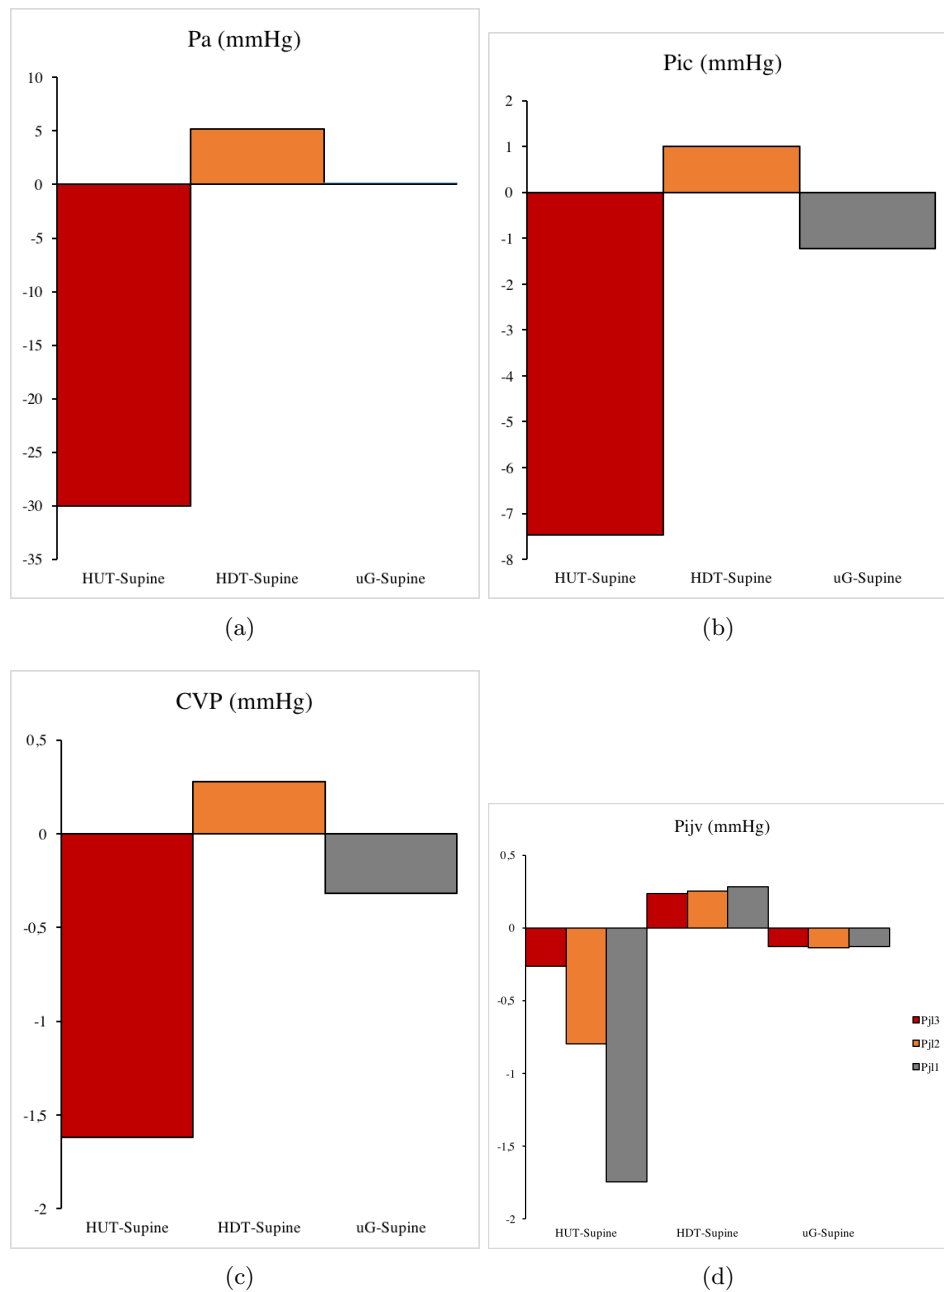 Pa (mmHg)
10
5
0
-5
-10
-15
-20
-25
-30
-35
HUT-Supine HDT-Supine uG-Supine
(a)
Pic (mmHg)
2
1
0
-1
-2
-3
-4
-5
-6
-7
-8
HUT-Supine HDT-Supine uG-Supine
(b)
CVP (mmHg)
0,5
0
-0,5
-1
-1,5
-2
HUT-Supine HDT-Supine uG-Supine
(c)
Pijv (mmHg)
0,5
0
-0,5
-1
-1,5
-2
HUT-Supine HDT-Supine uG-Supine
Pjl3
Pjl2
Pjl1
(d)